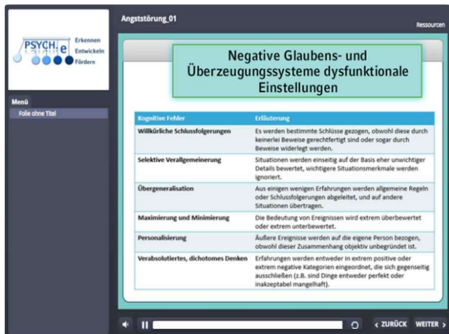 PSYCH:e
Erkennen
Entwickeln
Fördern
Angststörung_01
Ressourcen
Menü
Folie ohne Titel
Negative Glaubens- und
Überzeugungssysteme dysfunktionale
Einstellungen
Kognitive Fehler Erläuterung
Willkürliche Schlussfolgerungen Es werden bestimmte Schlüsse gezogen, obwohl diese durch
keinerlei Beweise gerechtfertigt sind oder sogar durch
Beweise widerlegt werden.
Selektive Verallgemeinerung Situationen werden einseitig auf der Basis eher unwichtiger
Details bewertet, wichtigere Situationsmerkmale werden
ignoriert.
Übergeneralisation Aus einigen wenigen Erfahrungen werden allgemeine Regeln
oder Schlussfolgerungen abgeleitet, und auf andere
Situationen übertragen.
Maximierung und Minimierung Die Bedeutung von Ereignissen wird extrem überbewertet
oder extrem unterbewertet.
Personalisierung Äußere Ereignisse werden auf die eigene Person bezogen,
obwohl dieser Zusammenhang objektiv unbegründet ist.
Verabsolutiertes, dichotomes Denken Erfahrungen werden entweder in extrem positive oder
extrem negative Kategorien eingeordnet, die sich gegenseitig
ausschließen (z.B. sind Dinge entweder perfekt oder
inakzeptabel mangelhaft).
ZURÜCK WEITER